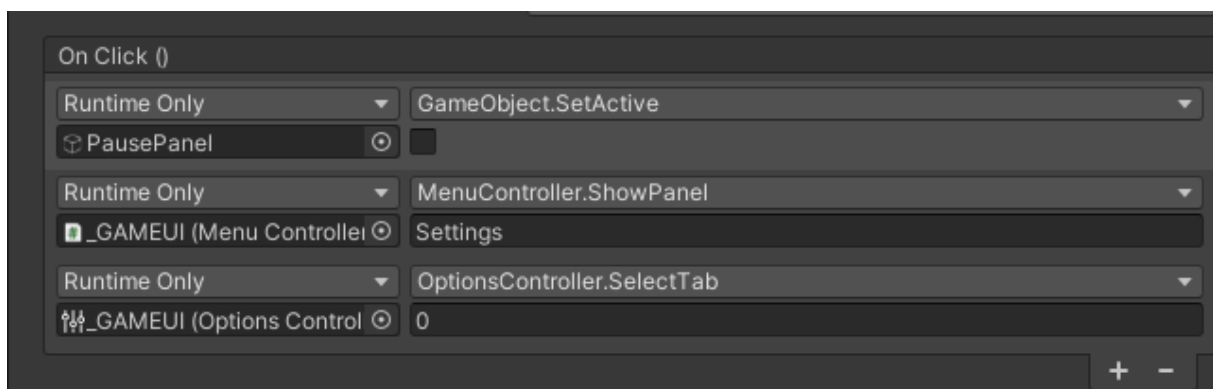 On Click ()
Runtime Only GameObject.SetActive
PausePanel
Runtime Only MenuController.ShowPanel
_GAMEUI (Menu Controller Settings
Runtime Only OptionsController.SelectTab
_GAMEUI (Options Control 0
+ -